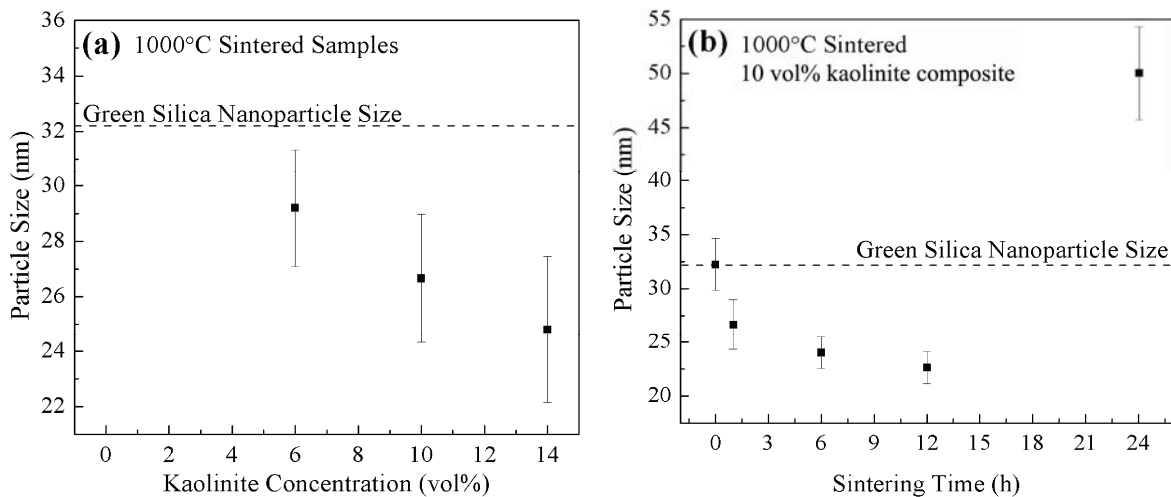 (a) 1000°C Sintered Samples
Green Silica Nanoparticle Size
Particle Size (nm)
36
34
32
30
28
26
24
22
0 2 4 6 8 10 12 14
Kaolinite Concentration (vol%)
(b) 1000°C Sintered
10 vol% kaolinite composite
Green Silica Nanoparticle Size
Particle Size (nm)
55
50
45
40
35
30
25
20
0 3 6 9 12 15 18 21 24
Sintering Time (h)